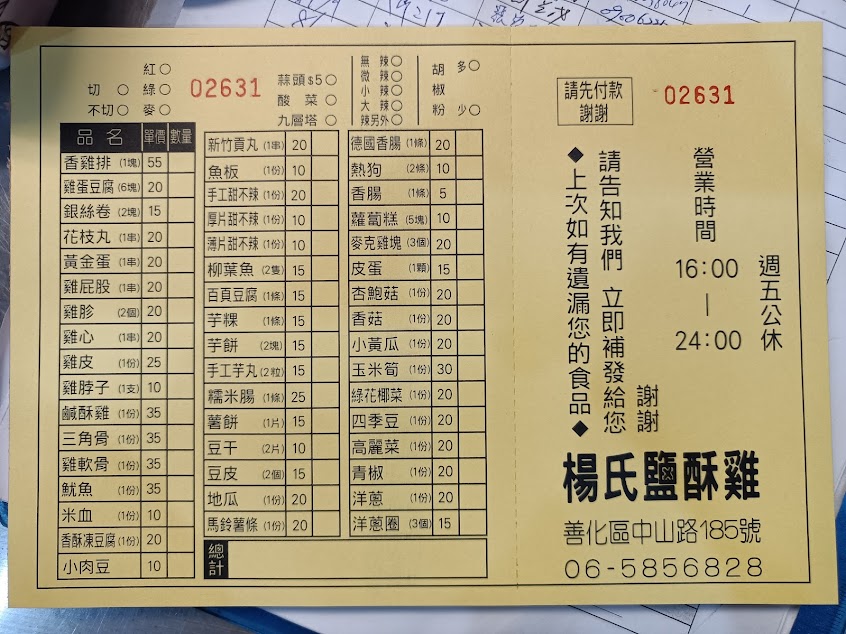 切 ○ 紅○
不切○ 綠○
麥○
02631
蒜頭$5○
酸 菜 ○
九層塔 ○
無 辣○
微 辣○
小 辣○
大 辣○
辣另外○
胡椒粉 多○
少○
品名 單價 數量
香雞排 (1塊) 55
雞蛋豆腐 (6塊) 20
銀絲卷 (2塊) 15
花枝丸 (1串) 20
黃金蛋 (1串) 20
雞屁股 (1串) 20
雞胗 (2個) 20
雞心 (1串) 20
雞皮 (1份) 25
雞脖子 (1支) 10
鹹酥雞 (1份) 35
三角骨 (1份) 35
雞軟骨 (1份) 35
魷魚 (1份) 35
米血 (1份) 10
香酥凍豆腐 (1份) 20
小肉豆 10
新竹貢丸 (1串) 20
魚板 (1份) 10
手工甜不辣 (1份) 20
厚片甜不辣 (1份) 10
薄片甜不辣 (1份) 10
柳葉魚 (2隻) 15
百頁豆腐 (1條) 15
芋粿 (1條) 15
芋餅 (2塊) 15
手工芋丸 (2粒) 15
糯米腸 (1條) 25
薯餅 (1片) 15
豆干 (2片) 10
豆皮 (2個) 15
地瓜 (1份) 20
馬鈴薯條 (1份) 20
德國香腸 (1條) 20
熱狗 (2條) 10
香腸 (1條) 5
蘿蔔糕 (5塊) 10
麥克雞塊 (3個) 20
皮蛋 (1顆) 15
杏鮑菇 (1份) 20
香菇 (1份) 20
小黃瓜 (1份) 20
玉米筍 (1份) 30
綠花椰菜 (1份) 20
四季豆 (1份) 20
高麗菜 (1份) 20
青椒 (1份) 20
洋蔥 (1份) 20
洋蔥圈 (3個) 15
總計
請先付款
謝謝
02631
週五公休
營業時間
16:00
|
24:00
請告知我們 立即補發給您 謝謝
◆上次如有遺漏您的食品◆
楊氏鹽酥雞
善化區中山路185號
06-5856828